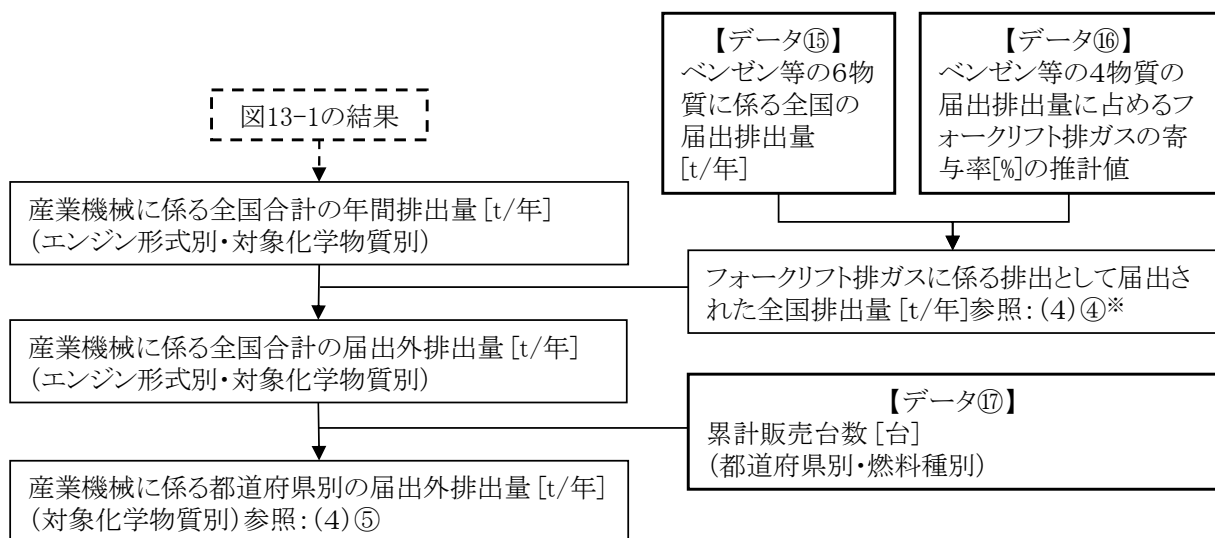 図13-1の結果
【データ⑮】
ベンゼン等の6物
質に係る全国の
届出排出量
[t/年]
【データ⑯】
ベンゼン等の4物質の
届出排出量に占めるフ
ォークリフト排ガスの寄
与率[%]の推計値
産業機械に係る全国合計の年間排出量[t/年]
(エンジン形式別・対象化学物質別)
フォークリフト排ガスに係る排出として届出さ
れた全国排出量[t/年]参照:(4)④※
産業機械に係る全国合計の届出外排出量[t/年]
(エンジン形式別・対象化学物質別)
【データ⑰】
累計販売台数[台]
(都道府県別・燃料種別)
産業機械に係る都道府県別の届出外排出量[t/年]
(対象化学物質別)参照:(4)⑤